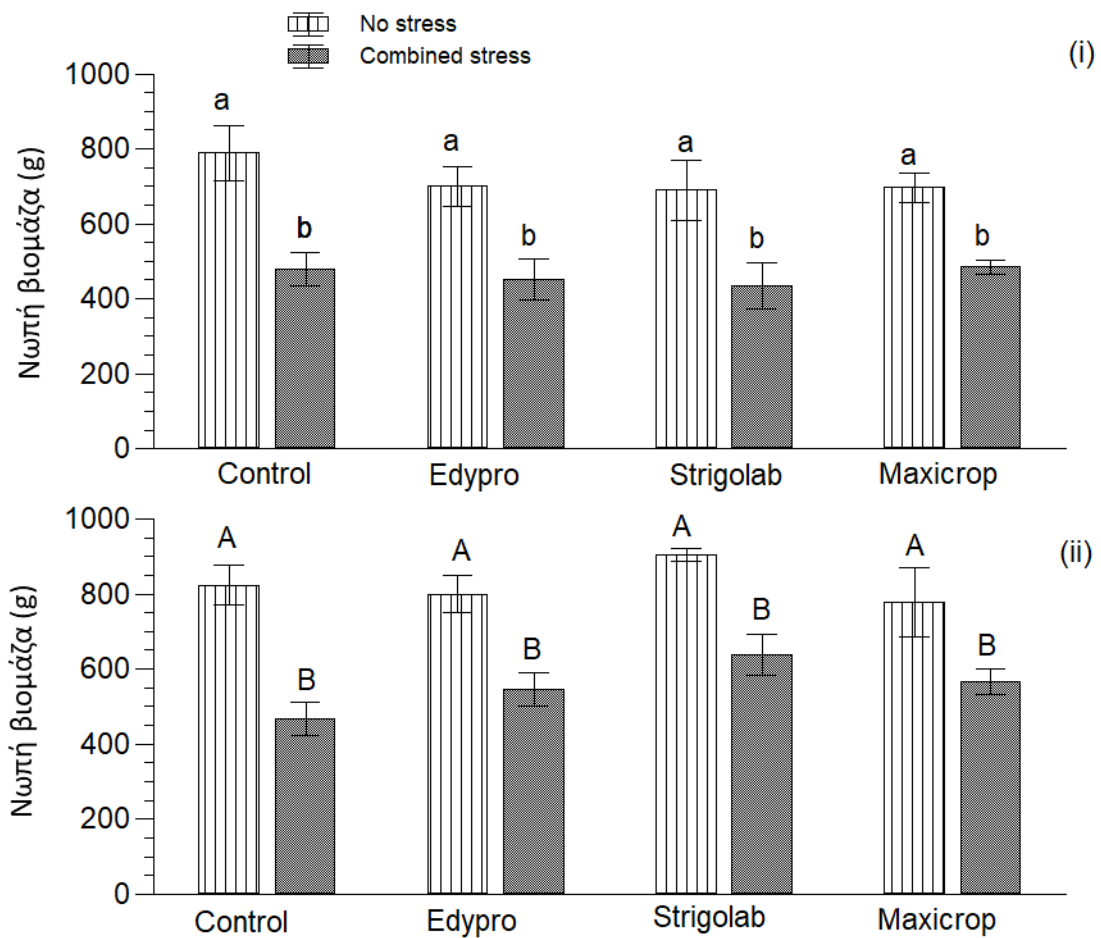 No stress
Combined stress
(i)
Νωπή βιομάζα (g)
1000
800
600
400
200
0
a
b
a
b
a
b
a
b
Control
Edypro
Strigolab
Maxicrop
(ii)
Νωπή βιομάζα (g)
1000
800
600
400
200
0
A
B
A
B
A
B
A
B
Control
Edypro
Strigolab
Maxicrop